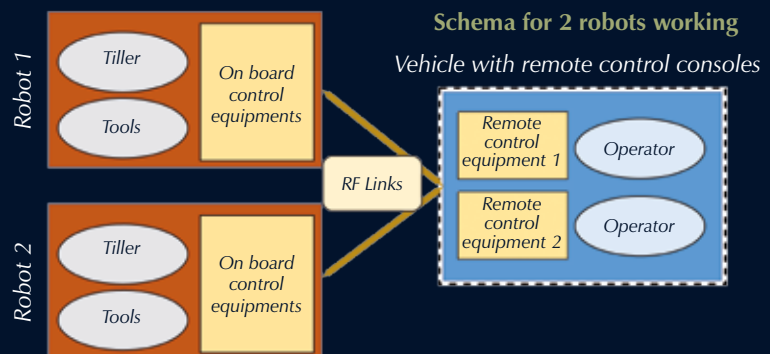 Schema for 2 robots working
Vehicle with remote control consoles
Robot 1
Tiller
Tools
On board
control
equipments
RF Links
Remote
control
equipment 1
Operator
Remote
control
equipment 2
Operator
Robot 2
Tiller
Tools
On board
control
equipments